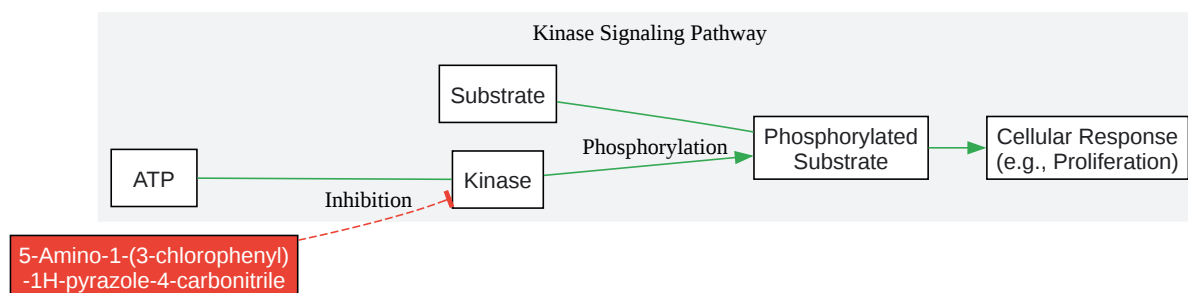 Kinase Signaling Pathway
Substrate
Phosphorylation
Phosphorylated
Substrate
Cellular Response
(e.g., Proliferation)
ATP
Kinase
Inhibition
5-Amino-1-(3-chlorophenyl)
-1H-pyrazole-4-carbonitrile